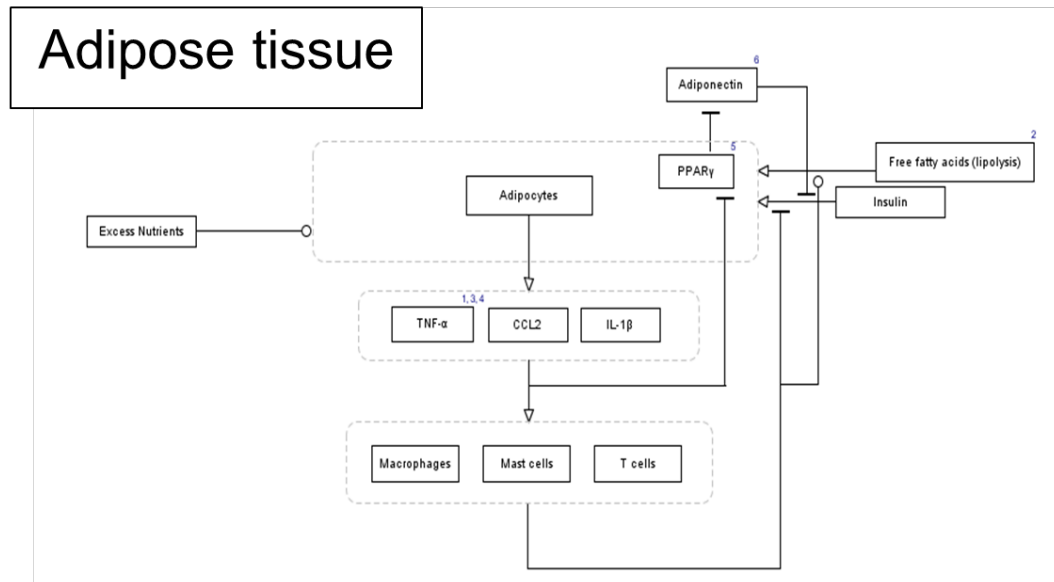 Adipose tissue
6
Adiponectin
5
PPARγ
2
Free fatty acids (lipolysis)
Insulin
Adipocytes
Excess Nutrients
1, 3, 4
TNF-α
CCL2
IL-1β
Macrophages
Mast cells
T cells